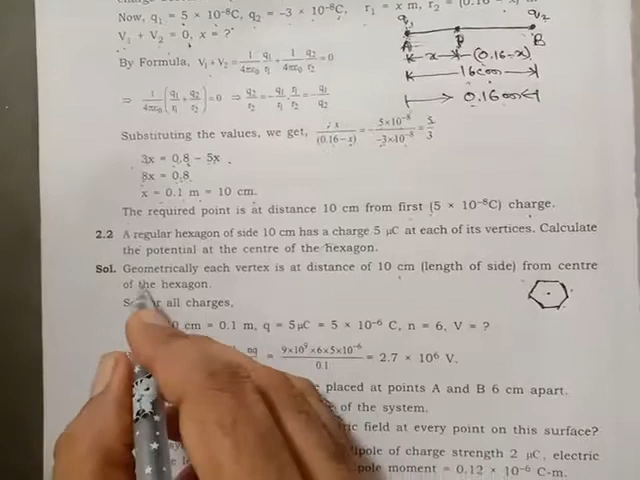 Now, q₁ = 5 × 10⁻⁸C, q₂ = –3 × 10⁻⁸C, r₁ = x m, r₂ = (0.16 – x) m
V₁ + V₂ = 0, x = ?
By Formula, V₁+V₂ = 1/4πε₀ q₁/r₁ + 1/4πε₀ q₂/r₂ = 0
⇒ 1/4πε₀ (q₁/r₁ + q₂/r₂) = 0 ⇒
Substituting the values, we get, x/(0.16–x) = – 5×10⁻⁸/–3×10⁻⁸ = 5/3
3x = 0.8 – 5x
8x = 0.8
x = 0.1 m = 10 cm.
The required point is at distance 10 cm from first (5 × 10⁻⁸C) charge.
q₁ q₂
A P B
x (0.16-x)
16cm
0.16cm
2.2 A regular hexagon of side 10 cm has a charge 5 μC at each of its vertices. Calculate
the potential at the centre of the hexagon.
Sol. Geometrically each vertex is at distance of 10 cm (length of side) from centre
of the hexagon.
all charges,
cm = 0.1 m, q = 5μC = 5 × 10⁻⁶ C, n = 6, V = ?
nq = 9×10⁹×6×5×10⁻⁶/0.1 = 2.7 × 10⁶ V.
placed at points A and B 6 cm apart.
of the system.
field at every point on this surface?
of charge strength 2 μC, electric
moment = 0.12 × 10⁻⁶ C-m.